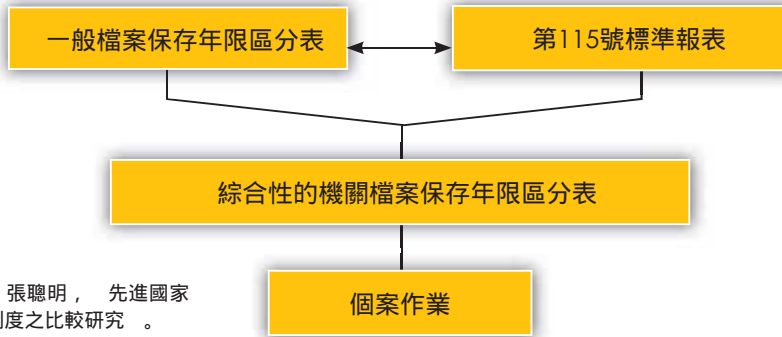 一般檔案保存年限區分表
第115號標準報表
綜合性的機關檔案保存年限區分表
個案作業
張聰明， 先進國家
度之比較研究 。